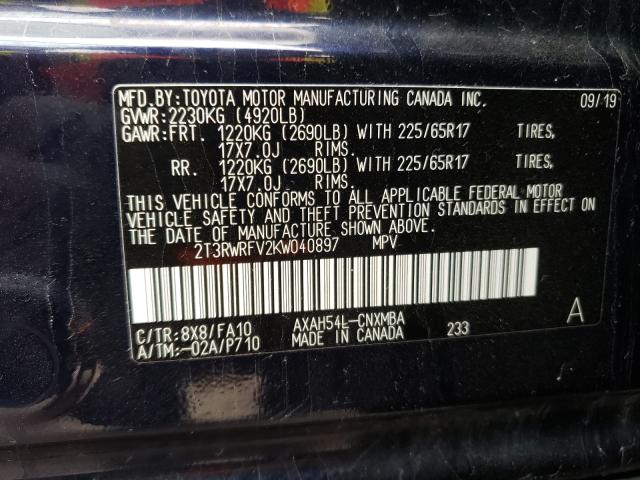 MFD.BY:TOYOTA MOTOR MANUFACTURING CANADA INC. 09/19
GVWR:2230KG (4920LB)
GAWR:FRT. 1220KG (2690LB) WITH 225/65R17 TIRES,
17X7.0J RIMS.
RR. 1220KG (2690LB) WITH 225/65R17 TIRES,
17X7.0J RIMS.
THIS VEHICLE CONFORMS TO ALL APPLICABLE FEDERAL MOTOR
VEHICLE SAFETY AND THEFT PREVENTION STANDARDS IN EFFECT ON
THE DATE OF MANUFACTURE SHOWN ABOVE.
2T3RWRFV2KW040897 MPV
C/TR:8X8/FA10 AXAH54L-CNXMBA A
A/TM:-02A/P710 MADE IN CANADA 233